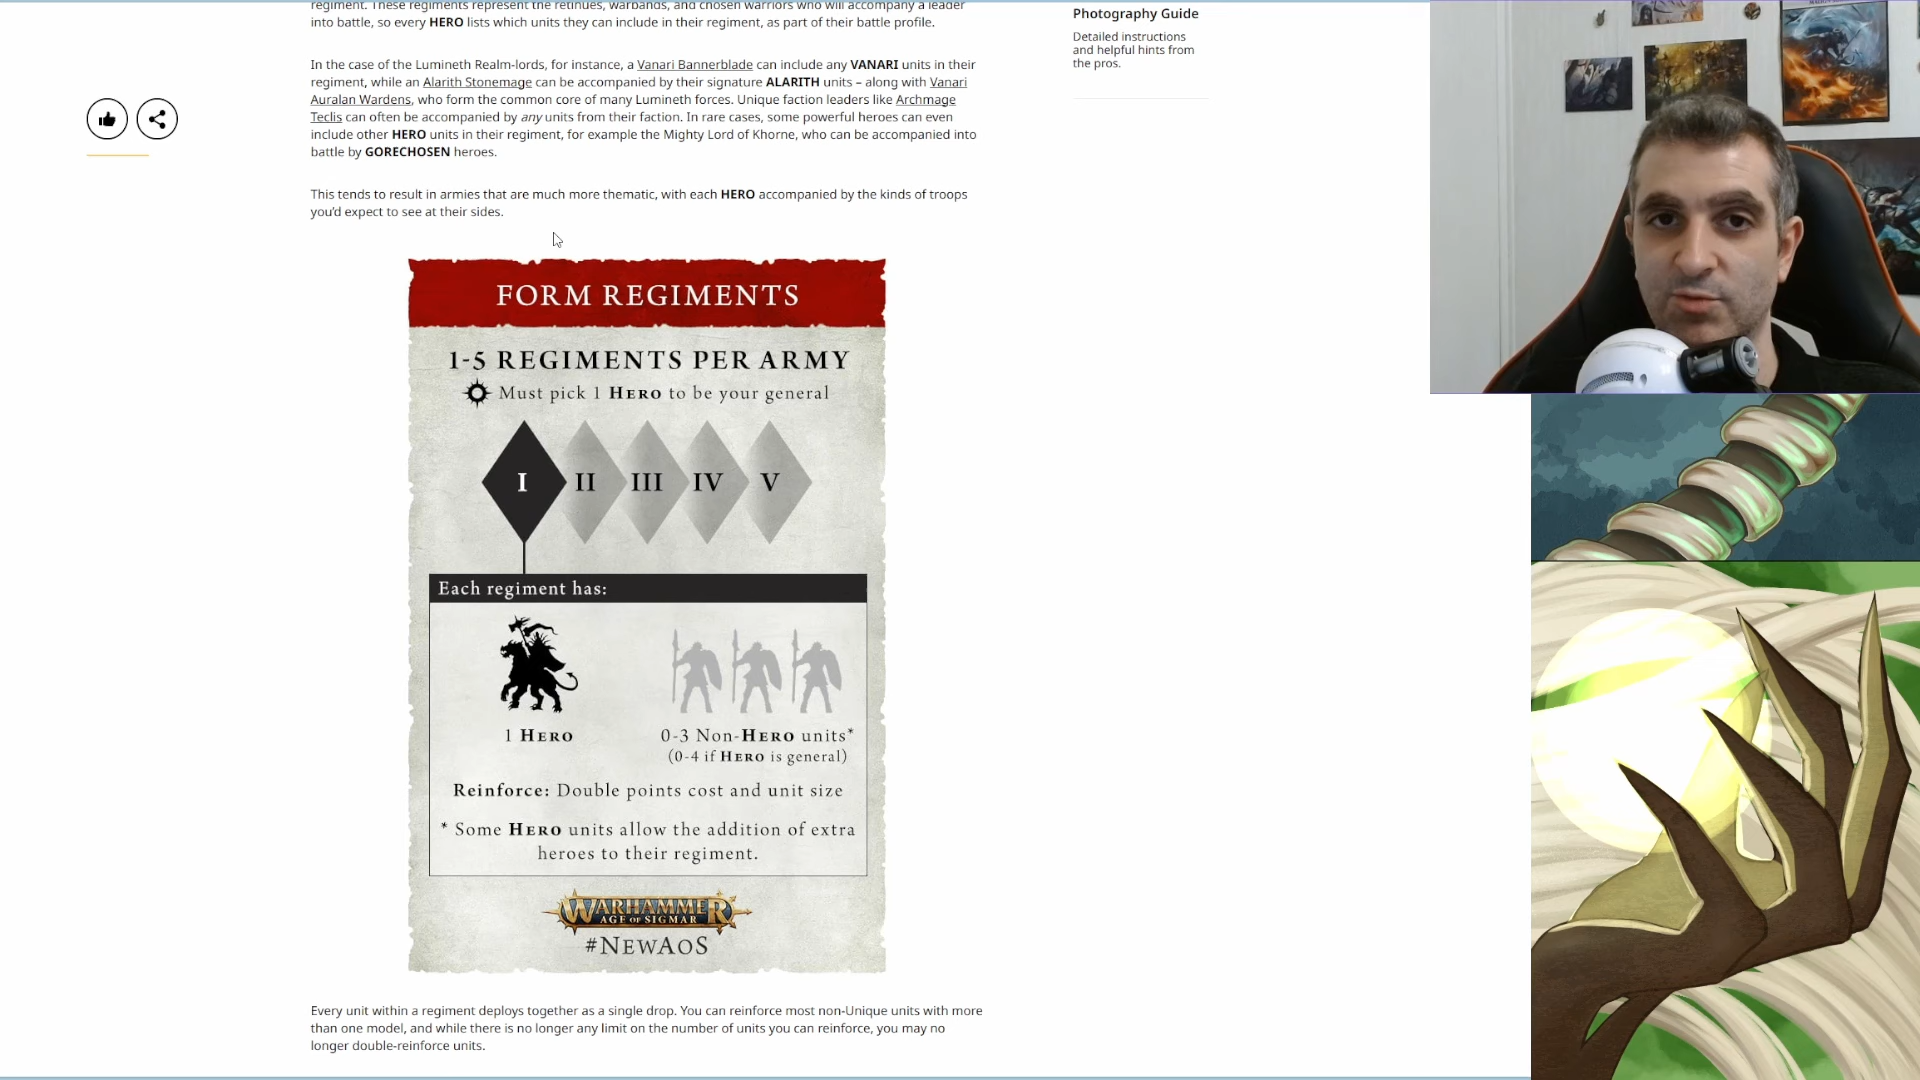 regiment. These regiments represent the retinues, warbands, and chosen warriors who will accompany a leader
into battle, so every HERO lists which units they can include in their regiment, as part of their battle profile.
In the case of the Lumineth Realm-lords, for instance, a Vanari Bannerblade can include any VANARI units in their
regiment, while an Alarith Stonemage can be accompanied by their signature ALARITH units – along with Vanari
Auralan Wardens, who form the common core of many Lumineth forces. Unique faction leaders like Archmage
Teclis can often be accompanied by any units from their faction. In rare cases, some powerful heroes can even
include other HERO units in their regiment, for example the Mighty Lord of Khorne, who can be accompanied into
battle by GORECHOSEN heroes.
This tends to result in armies that are much more thematic, with each HERO accompanied by the kinds of troops
you’d expect to see at their sides.
FORM REGIMENTS
1-5 REGIMENTS PER ARMY
Must pick 1 HERO to be your general
I II III IV V
Each regiment has:
1 HERO
0-3 Non-HERO units*
(0-4 if HERO is general)
Reinforce: Double points cost and unit size
* Some HERO units allow the addition of extra
heroes to their regiment.
WARHAMMER
AGE OF SIGMAR
#NEWAOS
Every unit within a regiment deploys together as a single drop. You can reinforce most non-Unique units with more
than one model, and while there is no longer any limit on the number of units you can reinforce, you may no
longer double-reinforce units.
Photography Guide
Detailed instructions
and helpful hints from
the pros.